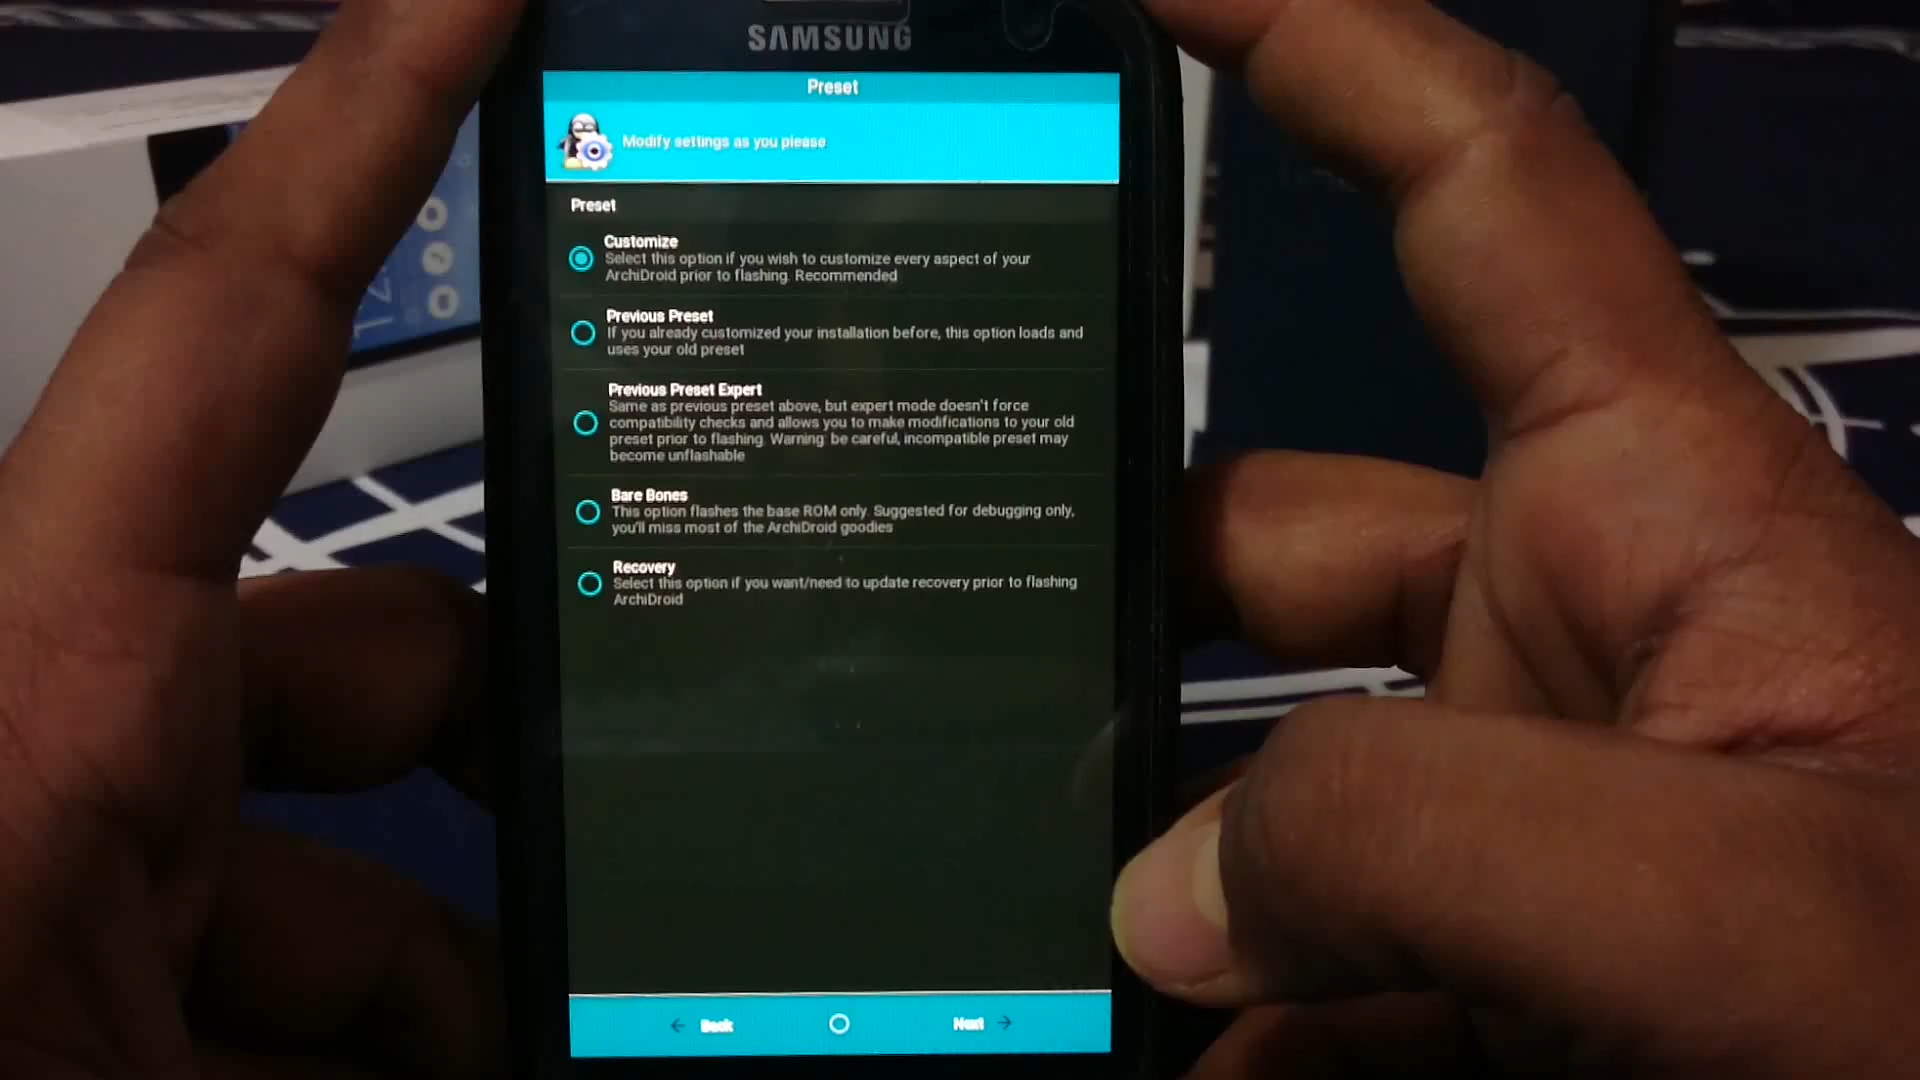 SAMSUNG
Preset
Modify settings as you please
Preset
Customize
Select this option if you wish to customize every aspect of your
ArchiDroid prior to flashing. Recommended
Previous Preset
If you already customized your installation before, this option loads and
uses your old preset
Previous Preset Expert
Same as previous preset above, but expert mode doesn't force
compatibility checks and allows you to make modifications to your old
preset prior to flashing. Warning: be careful, incompatible preset may
become unflashable
Bare Bones
This option flashes the base ROM only. Suggested for debugging only,
you'll miss most of the ArchiDroid goodies
Recovery
Select this option if you want/need to update recovery prior to flashing
ArchiDroid
Back
Next